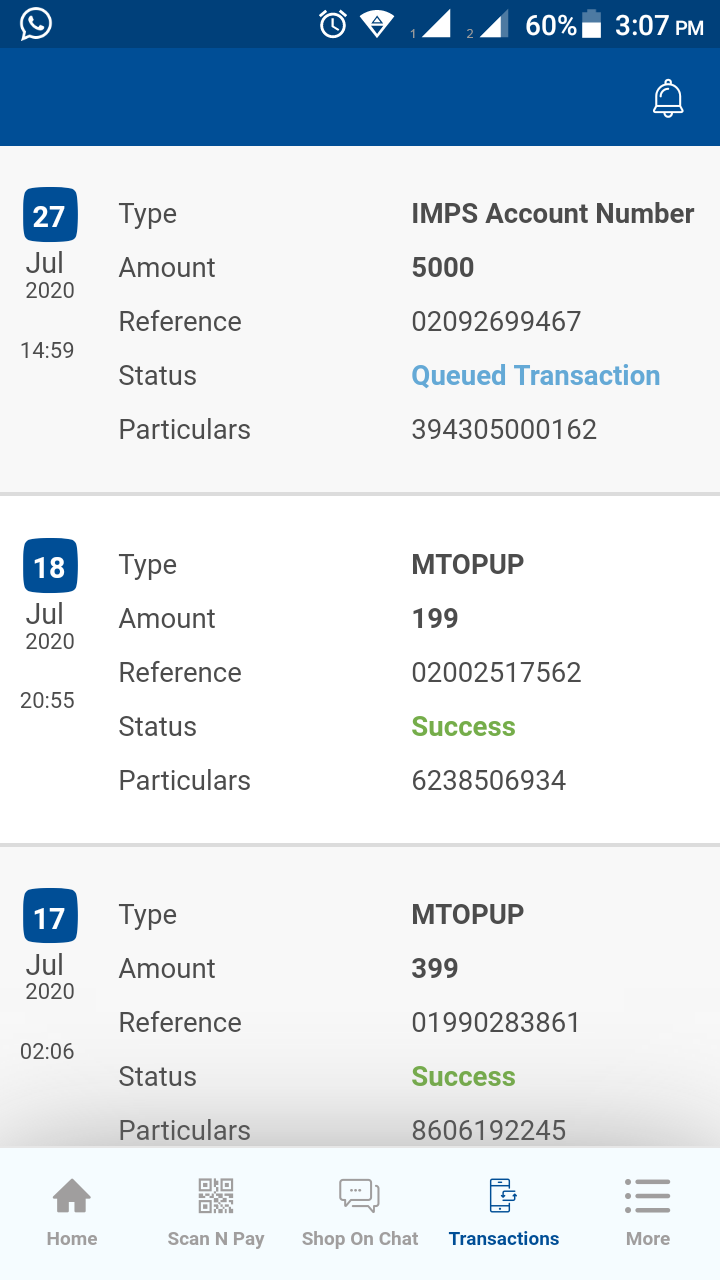 1 2 60% 3:07 PM
27 Type IMPS Account Number
Jul Amount 5000
2020 Reference 02092699467
14:59 Status Queued Transaction
Particulars 394305000162
18 Type MTOPUP
Jul Amount 199
2020 Reference 02002517562
20:55 Status Success
Particulars 6238506934
17 Type MTOPUP
Jul Amount 399
2020 Reference 01990283861
02:06 Status Success
Particulars 8606192245
Home Scan N Pay Shop On Chat Transactions More